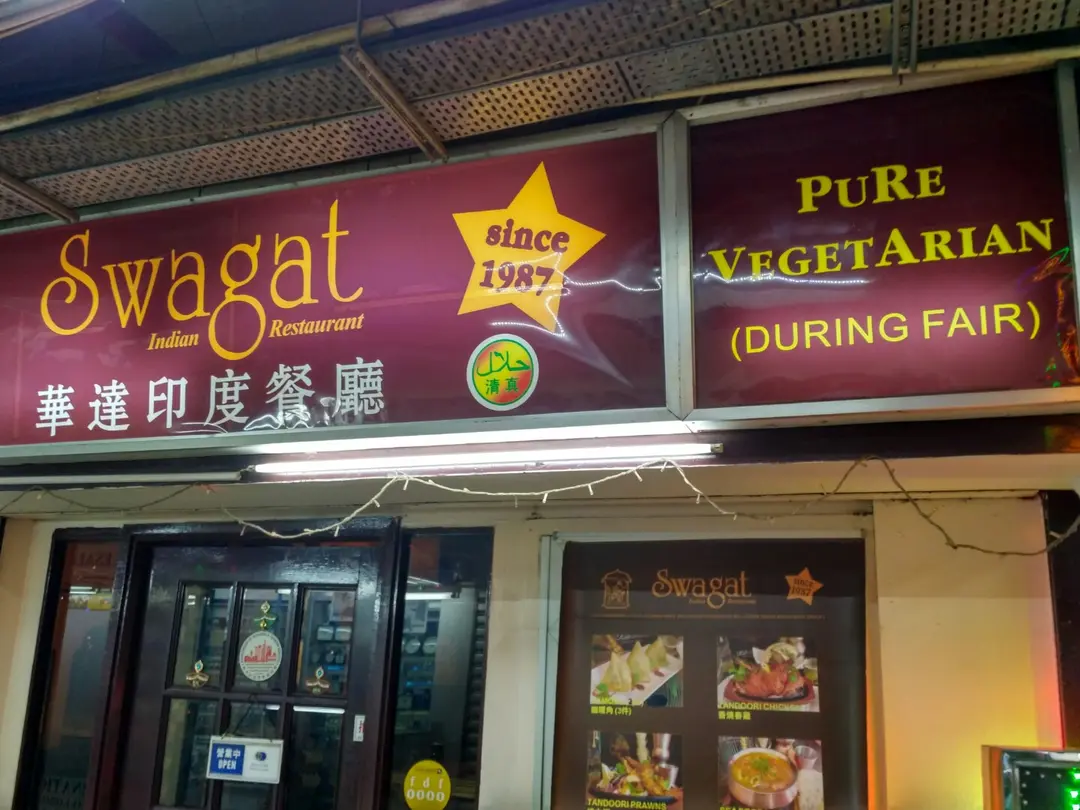 Swagat
Indian Restaurant
華達印度餐廳
since
1987
حلال
清真
PURE
VEGETARIAN
(DURING FAIR)
Swagat
SINCE
1987
TANDOORI CHICKEN
TANDOORI PRAWNS
營業中
OPEN
0000